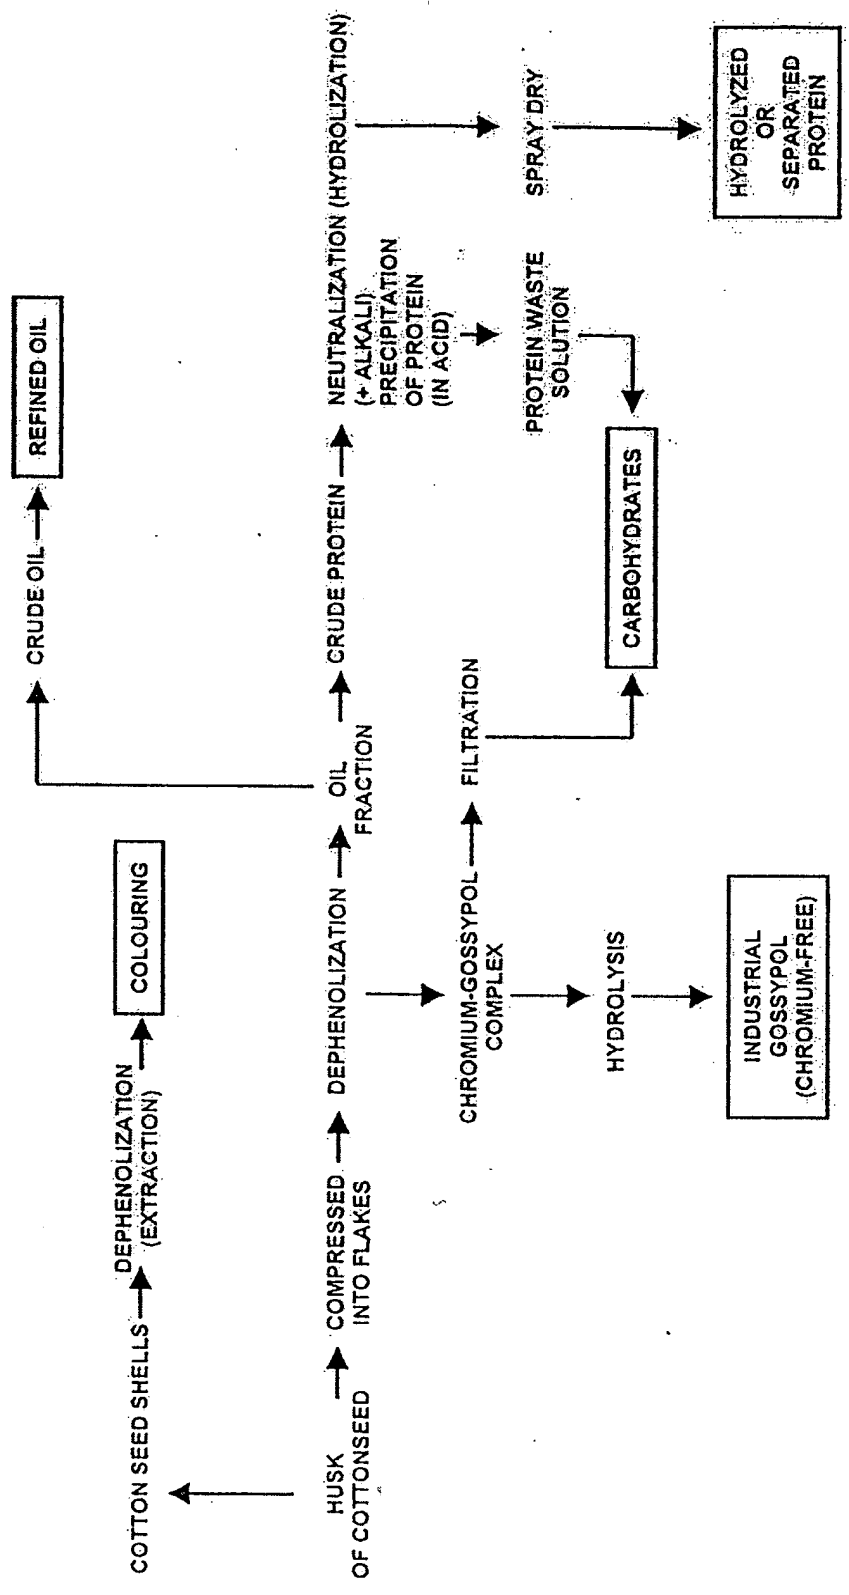 COTTON SEED SHELLS
DEPHENOLIZATION
(EXTRACTION)
COLOURING
CRUDE OIL
REFINED OIL
HUSK
OF COTTONSEED
COMPRESSED
INTO FLAKES
DEPHENOLIZATION
OIL
FRACTION
CRUDE PROTEIN
NEUTRALIZATION (HYDROLIZATION)
(+ ALKALI)
PRECIPITATION
OF PROTEIN
(IN ACID)
CHROMIUM-GOSSYPOL
COMPLEX
FILTRATION
PROTEIN WASTE
SOLUTION
SPRAY DRY
HYDROLYSIS
CARBOHYDRATES
INDUSTRIAL
GOSSYPOL
(CHROMIUM-FREE)
HYDROLYZED
OR
SEPARATED
PROTEIN